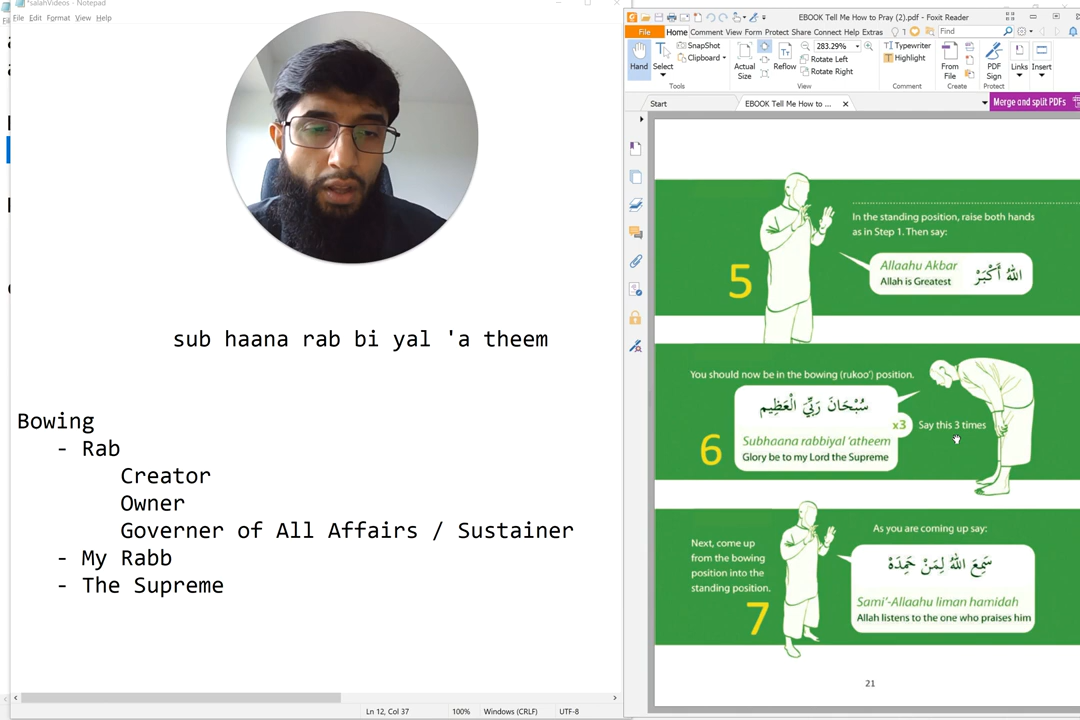 *salahVideos - Notepad
File Edit Format View Help
sub haana rab bi yal 'a theem
Bowing
- Rab
Creator
Owner
Governer of All Affairs / Sustainer
- My Rabb
- The Supreme
Ln 12, Col 37 100% Windows (CRLF) UTF-8
EBOOK Tell Me How to Pray (2).pdf - Foxit Reader
File Home Comment View Form Protect Share Connect Help Extras Find
Hand
Select
SnapShot
Clipboard
Tools
Actual Size
Reflow
283.29%
Rotate Left
Rotate Right
View
Typewriter
Highlight
Comment
From File
Create
PDF Sign
Protect
Links
Insert
Start
EBOOK Tell Me How to ...
Merge and split PDFs
5
In the standing position, raise both hands
as in Step 1. Then say:
Allaahu Akbar
Allah is Greatest
اللهُ أَكْبَرْ
6
You should now be in the bowing (rukoo') position.
سُبْحَانَ رَبِّيَ الْعَظِيم
x3
Say this 3 times
Subhaana rabbiyal 'atheem
Glory be to my Lord the Supreme
7
Next, come up
from the bowing
position into the
standing position.
As you are coming up say:
سَمِعَ اللهُ لِمَنْ حَمِدَهْ
Sami'-Allaahu liman hamidah
Allah listens to the one who praises him
21